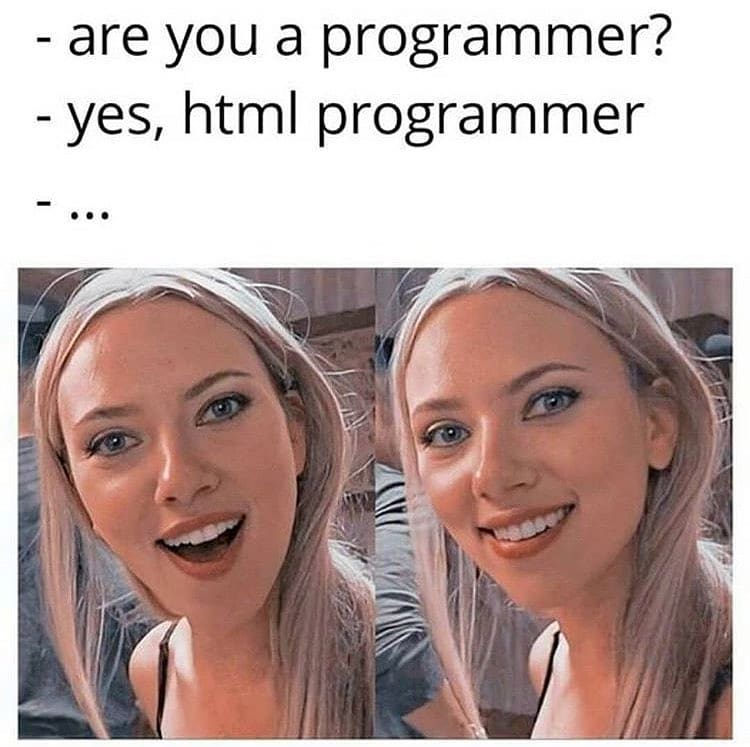 - are you a programmer?
- yes, html programmer
- ...